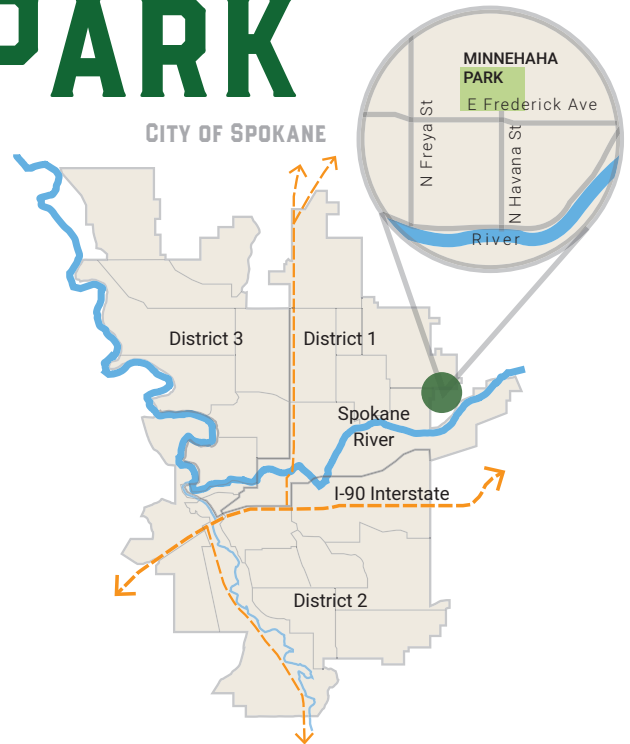 PARK
CITY OF SPOKANE
MINNEHAHA
PARK
E Frederick Ave
N Freya St
N Havana St
River
District 3
District 1
Spokane
River
I-90 Interstate
District 2